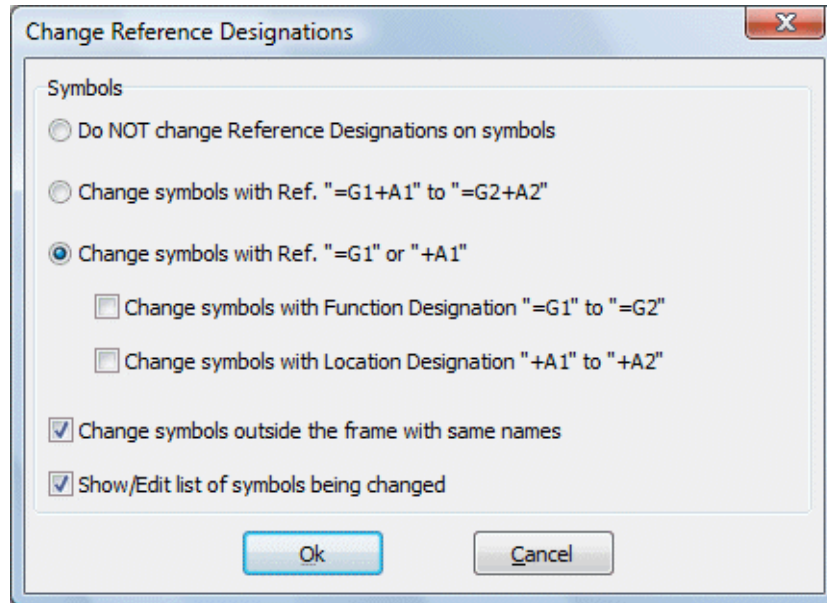 Change Reference Designations
Symbols
Do NOT change Reference Designations on symbols
Change symbols with Ref. "=G1+A1" to "=G2+A2"
Change symbols with Ref. "=G1" or "+A1"
Change symbols with Function Designation "=G1" to "=G2"
Change symbols with Location Designation "+A1" to "+A2"
Change symbols outside the frame with same names
Show/Edit list of symbols being changed
Ok Cancel